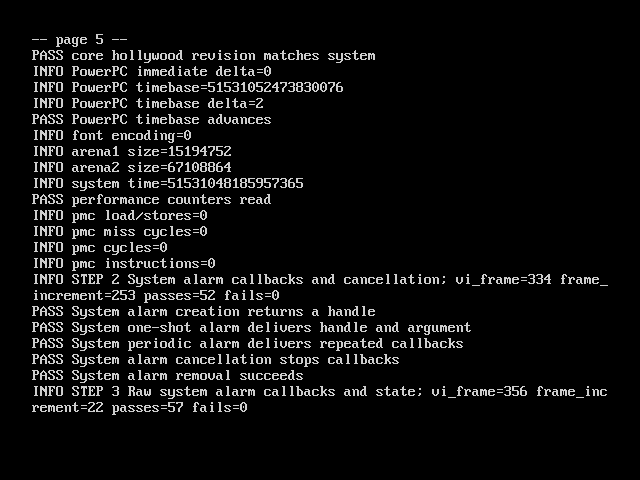 -- page 5 --
PASS core hollywood revision matches system
INFO PowerPC immediate delta=0
INFO PowerPC timebase=51531052473830076
INFO PowerPC timebase delta=2
PASS PowerPC timebase advances
INFO font encoding=0
INFO arena1 size=15194752
INFO arena2 size=67108864
INFO system time=51531048185957365
PASS performance counters read
INFO pmc load/stores=0
INFO pmc miss cycles=0
INFO pmc cycles=0
INFO pmc instructions=0
INFO STEP 2 System alarm callbacks and cancellation; vi_frame=334 frame_
increment=253 passes=52 fails=0
PASS System alarm creation returns a handle
PASS System one-shot alarm delivers handle and argument
PASS System periodic alarm delivers repeated callbacks
PASS System alarm cancellation stops callbacks
PASS System alarm removal succeeds
INFO STEP 3 Raw system alarm callbacks and state; vi_frame=356 frame_inc
rement=22 passes=57 fails=0